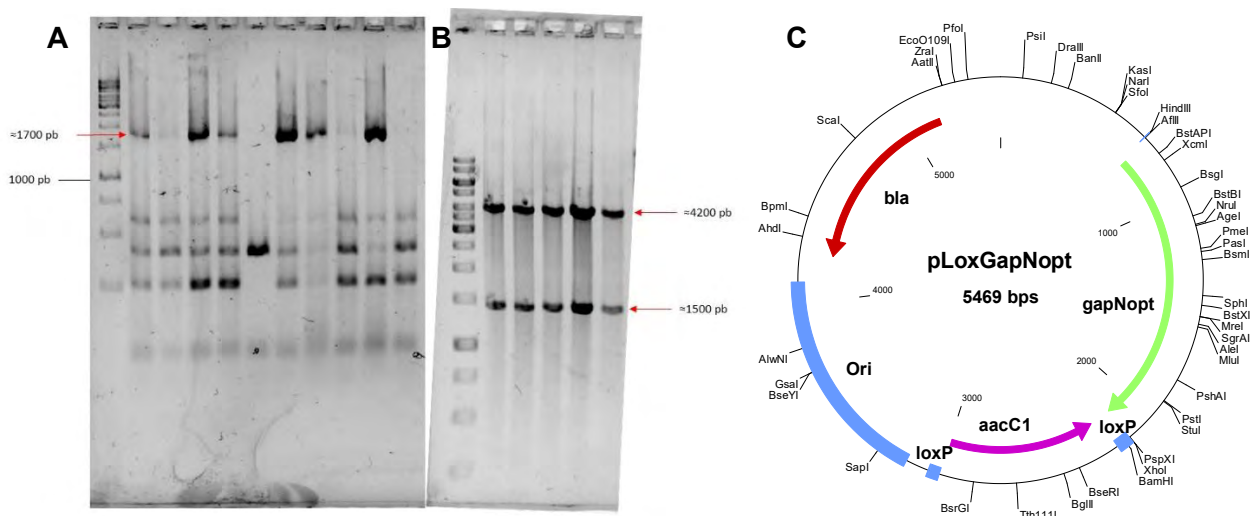 A
≈1700 pb
1000 pb
B
≈4200 pb
≈1500 pb
C
PfoI
EcoO109I
ZraI
AatII
ScaI
BpmI
AhdI
AlwNI
GsaI
BseYI
SapI
BsrGI
Tth111I
BglII
BseRI
BamHI
XhoI
PspXI
StuI
PstI
PshAI
MluI
AleI
SgrAI
MreI
BstXI
SphI
BsmI
PasI
PmeI
AgeI
NruI
BstBI
BsgI
XcmI
BstAPI
AflII
HindIII
SfoI
NarI
KasI
BanII
DraIII
PsiI
5000
bla
1000
pLoxGapNopt
5469 bps
4000
gapNopt
Ori
2000
3000
aacC1
loxP
loxP